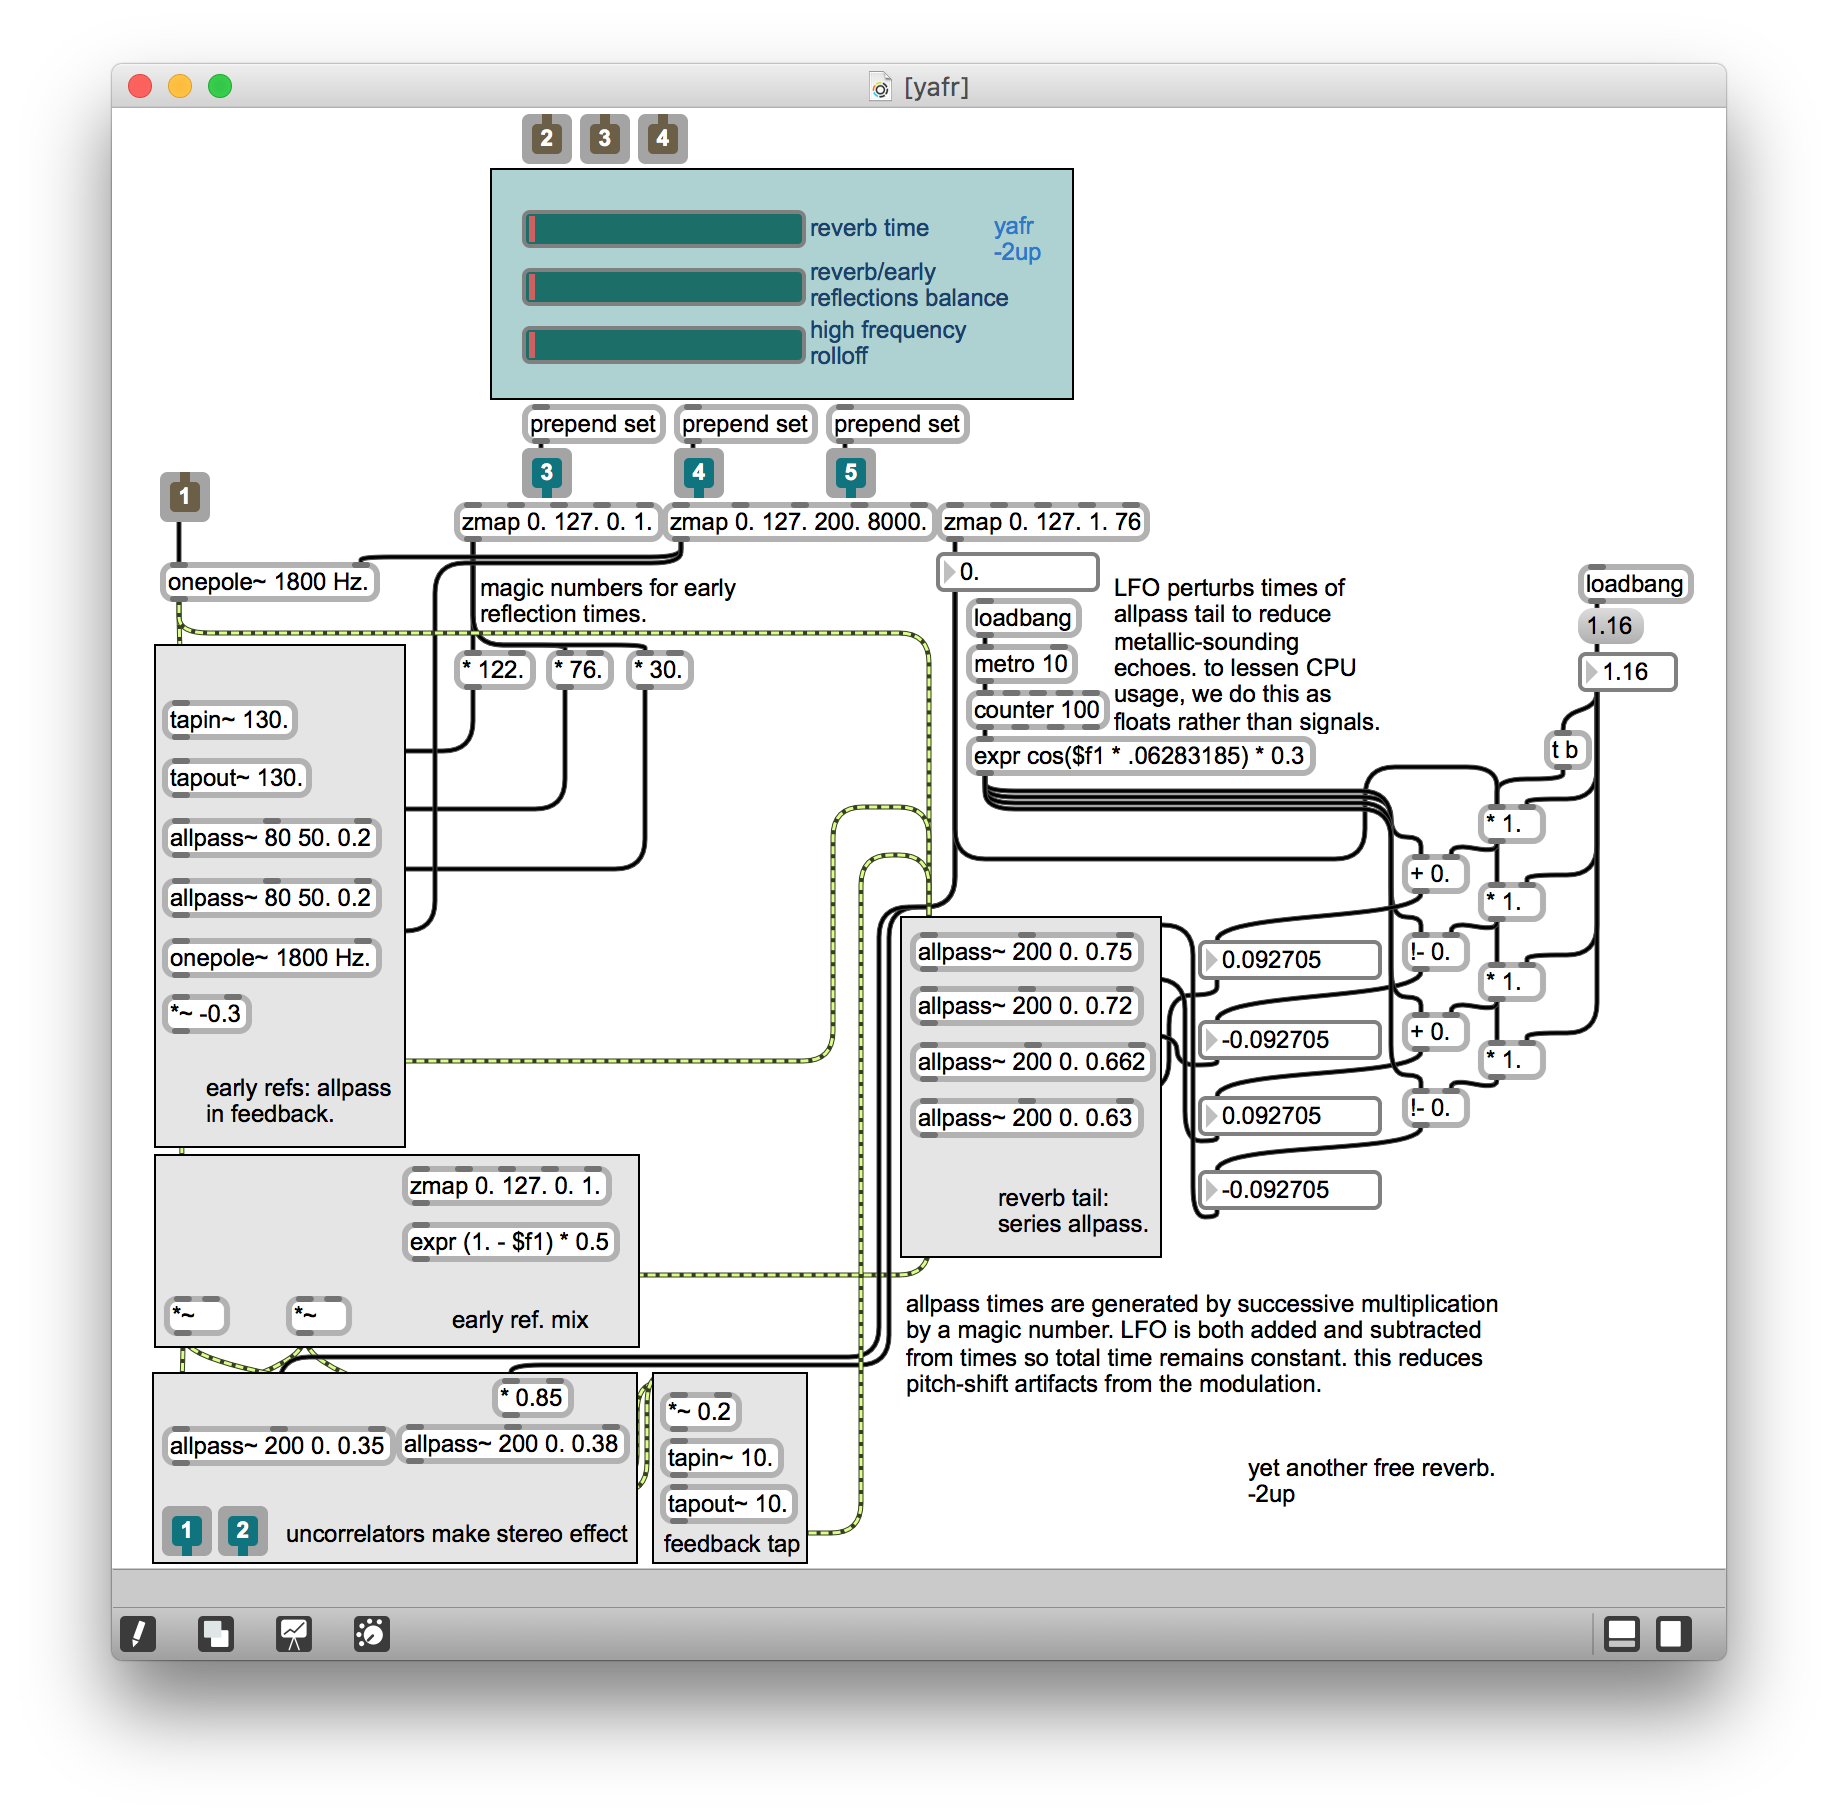 [yafr]
2
3
4
reverb time
yafr
-2up
reverb/early
reflections balance
high frequency
rolloff
prepend set
prepend set
prepend set
3
4
5
1
zmap 0. 127. 0. 1.
zmap 0. 127. 200. 8000.
zmap 0. 127. 1. 76
onepole~ 1800 Hz.
magic numbers for early
reflection times.
0.
loadbang
metro 10
counter 100
expr cos($f1 * .06283185) * 0.3
LFO perturbs times of
allpass tail to reduce
metallic-sounding
echoes. to lessen CPU
usage, we do this as
floats rather than signals.
loadbang
1.16
1.16
t b
* 122.
* 76.
* 30.
tapin~ 130.
tapout~ 130.
allpass~ 80 50. 0.2
allpass~ 80 50. 0.2
onepole~ 1800 Hz.
*~ -0.3
early refs: allpass
in feedback.
* 1.
+ 0.
* 1.
!- 0.
* 1.
+ 0.
* 1.
!- 0.
allpass~ 200 0. 0.75
allpass~ 200 0. 0.72
allpass~ 200 0. 0.662
allpass~ 200 0. 0.63
reverb tail:
series allpass.
0.092705
-0.092705
0.092705
-0.092705
zmap 0. 127. 0. 1.
expr (1. - $f1) * 0.5
*~
*~
early ref. mix
allpass times are generated by successive multiplication
by a magic number. LFO is both added and subtracted
from times so total time remains constant. this reduces
pitch-shift artifacts from the modulation.
* 0.85
allpass~ 200 0. 0.35
allpass~ 200 0. 0.38
1
2
uncorrelators make stereo effect
*~ 0.2
tapin~ 10.
tapout~ 10.
feedback tap
yet another free reverb.
-2up